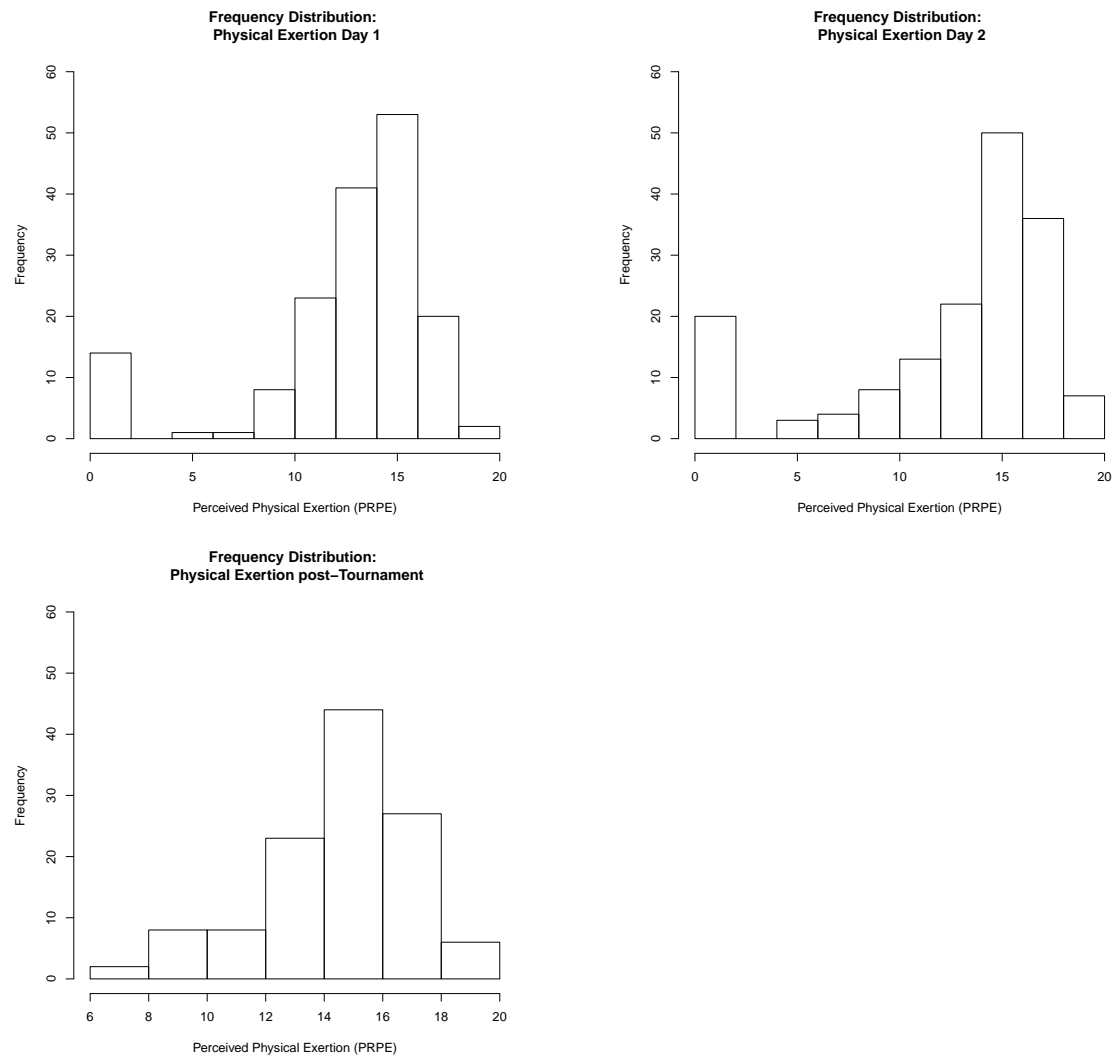 Frequency Distribution:
Physical Exertion Day 1
60
50
40
30
20
10
0
Frequency
0 5 10 15 20
Perceived Physical Exertion (PRPE)
Frequency Distribution:
Physical Exertion Day 2
60
50
40
30
20
10
0
Frequency
0 5 10 15 20
Perceived Physical Exertion (PRPE)
Frequency Distribution:
Physical Exertion post−Tournament
60
50
40
30
20
10
0
Frequency
6 8 10 12 14 16 18 20
Perceived Physical Exertion (PRPE)